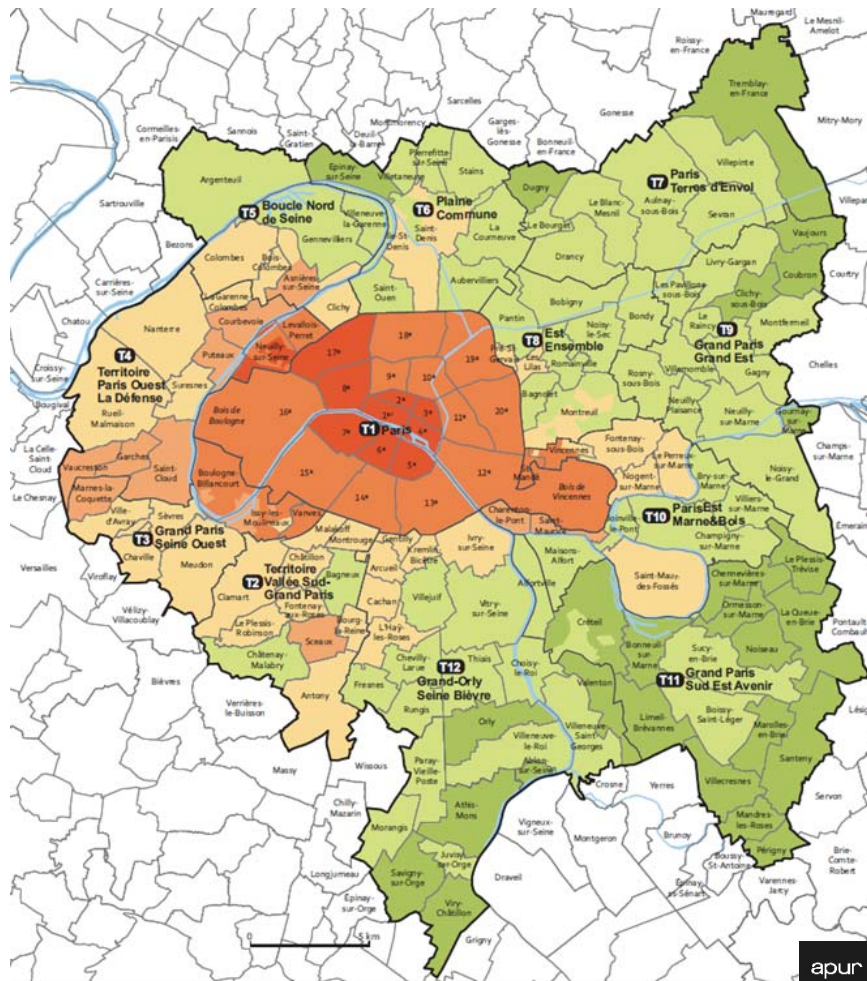 Mauregard
Le Mesnil-
Amelot
Roissy-
en-France
Tremblay-
en-France
Mitry-Mory
Sarcelles
Gonesse
Montmorency
Garges-
lès-
Gonesse
Bonneuil-
en-France
Cormeilles-
en-Parisis
Sannois
Saint-
Gratien
Deuil-
la-Barre
Pierrefitte-
sur-Seine
Stains
Epinay-
sur-Seine
Villetaneuse
Dugny
Villepinte
T7 Paris
Terres d'Envol
Argenteuil
T5 Boucle Nord
de Seine
Villeneuve-
la-Garenne
Gennevilliers
T6 Plaine
Commune
Saint-
Denis
Île-St-
Denis
La
Courneuve
Le Bourget
Le Blanc-
Mesnil
Aulnay-
sous-Bois
Sevran
Villepa
Vaujours
Sartrouville
Bezons
Colombes
Bois-
Colombes
Asnières-
sur-Seine
Drancy
Livry-Gargan
Coubron
Courtry
Carrières-
sur-Seine
La Garenne-
Colombes
Clichy
Saint-
Ouen
Aubervilliers
Bobigny
Les Pavillons-
sous-Bois
Clichy-
sous-Bois
Chatou
Nanterre
Courbevoie
Levallois-
Perret
Pantin
Noisy-
le-Sec
Bondy
Le
Raincy
Montfermeil
T4
Territoire
Paris Ouest
La Défense
Puteaux
Neuilly-
sur-Seine
17e
18e
19e
Pré-St-
Gervais
T8 Est
Ensemble
Les
Lilas
Romainville
T9
Grand Paris
Grand Est
Villemomble
Gagny
Chelles
Croissy-
sur-Seine
Bougival
Suresnes
Rueil-
Malmaison
8e
9e
10e
2e
3e
1er
4e
11e
20e
Bagnolet
Montreuil
Rosny-
sous-Bois
Neuilly-
Plaisance
Neuilly-
sur-Marne
Gournay-
sur-Marne
Bois de
Boulogne
16e
7e
T1 Paris
6e
5e
La Celle-
Saint-
Cloud
Vaucresson
Garches
Saint-
Cloud
Marnes-la-
Coquette
Le Chesnay
Boulogne-
Billancourt
15e
14e
13e
12e
St-
Mandé
Vincennes
Bois de
Vincennes
Fontenay-
sous-Bois
Le Perreux-
sur-Marne
Nogent-
sur-Marne
Bry-sur-
Marne
Noisy-
le-Grand
Champs-
sur-Marne
Ville-
d'Avray
Sèvres
T3 Grand Paris
Seine Ouest
Issy-les-
Moulineaux
Vanves
Malakoff
Montrouge
Gentilly
Kremlin-
Bicêtre
Ivry-
sur-Seine
Charenton-
le-Pont
Saint-
Maurice
Joinville-
le-Pont
T10 ParisEst
Marne&Bois
Villiers-
sur-Marne
Champigny-
sur-Marne
Emerain
Versailles
Viroflay
Chaville
Meudon
T2
Territoire
Vallée Sud-
Grand Paris
Châtillon
Bagneux
Arcueil
Villejuif
Vitry-
sur-Seine
Maisons-
Alfort
Alfortville
Saint-Maur-
des-Fossés
Chennevières-
sur-Marne
Le Plessis-
Trévise
Vélizy-
Villacoublay
Clamart
Fontenay-
aux-Roses
Cachan
Bourg-
la-Reine
L'Haÿ-
les-Roses
Créteil
Ormesson-
sur-Marne
La Queue-
en-Brie
Pontault
Combaul
Le Plessis-
Robinson
Sceaux
Châtenay-
Malabry
Chevilly-
Larue
Thiais
T12
Grand-Orly
Seine Bièvre
Choisy-
le-Roi
Bonneuil-
sur-Marne
Sucy-
en-Brie
Noiseau
T11 Grand Paris
Sud Est Avenir
Bièvres
Verrières-
le-Buisson
Antony
Fresnes
Rungis
Orly
Valenton
Limeil-
Brévannes
Boissy-
Saint-Léger
Marolles-
en-Brie
Lésig
Massy
Wissous
Paray-
Vieille-
Poste
Villeneuve-
le-Roi
Villeneuve-
Saint-
Georges
Villecresnes
Santeny
Servon
Chilly-
Mazarin
Morangis
Athis-
Mons
Crosne
Yerres
Mandres-
les-Roses
Périgny
Brie-
Comte-
Robert
Vigneux-
sur-Seine
Montgeron
Brunoy
Boussy-
St-Antoine
Longjumeau
Savigny-
sur-Orge
Juvisy-
sur-Orge
Draveil
Épinay-
ss-Sénart
Varennes-
Jarcy
Épinay-
sur-Orge
Viry-
Châtillon
Grigny
0
5 km
apur